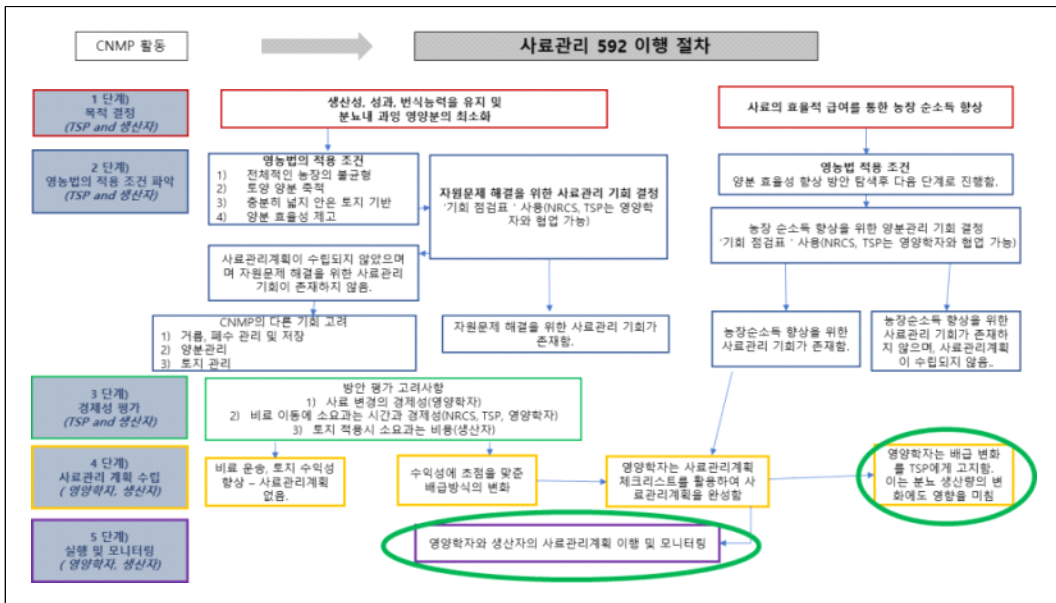 CNMP 활동
사료관리 592 이행 절차
1 단계)
목적 결정
(TSP and 생산자)
생산성, 성과, 번식능력을 유지 및
분뇨내 과잉 영양분의 최소화
사료의 효율적 급여를 통한 농장 순소득 향상
2 단계)
영농법의 적용 조건 파악
(TSP and 생산자)
영농법의 적용 조건
1) 전체적인 농장의 불균형
2) 토양 양분 축적
3) 충분히 넓지 안은 토지 기반
4) 양분 효율성 제고
자원문제 해결을 위한 사료관리 기회 결정
'기회 점검표 ' 사용(NRCS, TSP는 영양학
자와 협업 가능)
영농법 적용 조건
양분 효율성 향상 방안 탐색후 다음 단계로 진행함.
농장 순소득 향상을 위한 양분관리 기회 결정
'기회 점검표 ' 사용(NRCS, TSP는 영양학자와 협업 가능)
사료관리계획이 수립되지 않았으며
며 자원문제 해결을 위한 사료관리
기회이 존재하지 않음.
CNMP의 다른 기회 고려
1) 거름, 폐수 관리 및 저장
2) 양분관리
3) 토지 관리
자원문제 해결을 위한 사료관리 기회가
존재함.
농장순소득 향상을 위한
사료관리 기회가 존재함.
농장순소득 향상을 위한
사료관리 기회가 존재하
지 않으며, 사료관리계획
이 수립되지 않음..
3 단계)
경제성 평가
(TSP and 생산자)
방안 평가 고려사항
1) 사료 변경의 경제성(영양학자)
2) 비료 이동에 소요과는 시간과 경제성(NRCS, TSP, 영양학자)
3) 토지 적용시 소요과는 비용(생산자)
4 단계)
사료관리 계획 수립
( 영양학자, 생산자)
비료 운송, 토지 수익성
향상 – 사료관리계획
없음.
수익성에 초점을 맞춘
배급방식의 변화
영양학자는 사료관리계획
체크리스트를 활용하여 사
료관리계획을 완성함
영양학자는 배급 변화
를 TSP에게 고지함.
이는 분뇨 생산량의 변
화에도 영향을 미침
5 단계)
실행 및 모니터링
( 영양학자, 생산자)
영양학자와 생산자의 사료관리계획 이행 및 모니터링